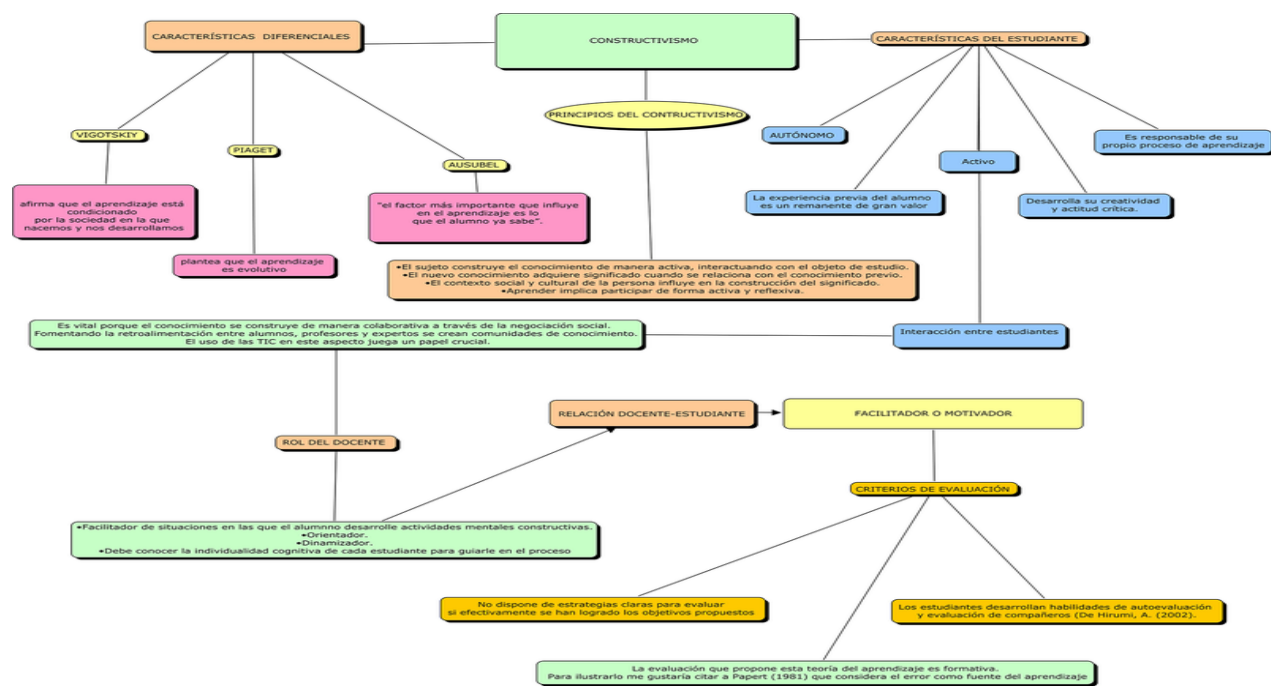 CARACTERÍSTICAS DIFERENCIALES
CONSTRUCTIVISMO
CARACTERÍSTICAS DEL ESTUDIANTE
PRINCIPIOS DEL CONTRUCTIVISMO
VIGOTSKIY
PIAGET
AUSUBEL
AUTÓNOMO
Activo
Es responsable de su
propio proceso de aprendizaje
afirma que el aprendizaje está
condicionado
por la sociedad en la que
nacemos y nos desarrollamos
plantea que el aprendizaje
es evolutivo
"el factor más importante que influye
en el aprendizaje es lo
que el alumno ya sabe".
La experiencia previa del alumno
es un remanente de gran valor
Desarrolla su creatividad
y actitud crítica.
•El sujeto construye el conocimiento de manera activa, interactuando con el objeto de estudio.
•El nuevo conocimiento adquiere significado cuando se relaciona con el conocimiento previo.
•El contexto social y cultural de la persona influye en la construcción del significado.
•Aprender implica participar de forma activa y reflexiva.
Es vital porque el conocimiento se construye de manera colaborativa a través de la negociación social.
Fomentando la retroalimentación entre alumnos, profesores y expertos se crean comunidades de conocimiento.
El uso de las TIC en este aspecto juega un papel crucial.
Interacción entre estudiantes
RELACIÓN DOCENTE-ESTUDIANTE
FACILITADOR O MOTIVADOR
ROL DEL DOCENTE
CRITERIOS DE EVALUACIÓN
•Facilitador de situaciones en las que el alumnno desarrolle actividades mentales constructivas.
•Orientador.
•Dinamizador.
•Debe conocer la individualidad cognitiva de cada estudiante para guiarle en el proceso
No dispone de estrategias claras para evaluar
si efectivamente se han logrado los objetivos propuestos
Los estudiantes desarrollan habilidades de autoevaluación
y evaluación de compañeros (De Hirumi, A. (2002).
La evaluación que propone esta teoría del aprendizaje es formativa.
Para ilustrarlo me gustaría citar a Papert (1981) que considera el error como fuente del aprendizaje